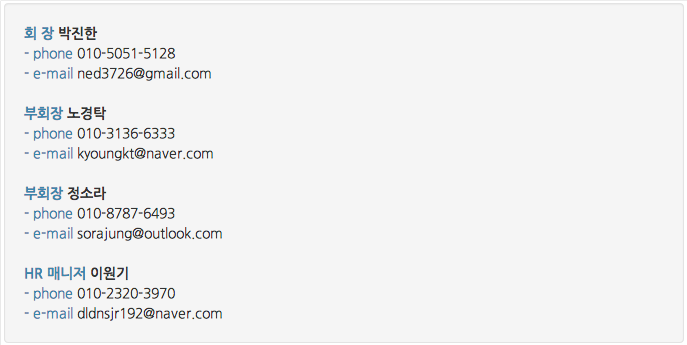 회 장 박진한
- phone 010-5051-5128
- e-mail ned3726@gmail.com
부회장 노경탁
- phone 010-3136-6333
- e-mail kyoungkt@naver.com
부회장 정소라
- phone 010-8787-6493
- e-mail sorajung@outlook.com
HR 매니저 이원기
- phone 010-2320-3970
- e-mail dldnsjr192@naver.com